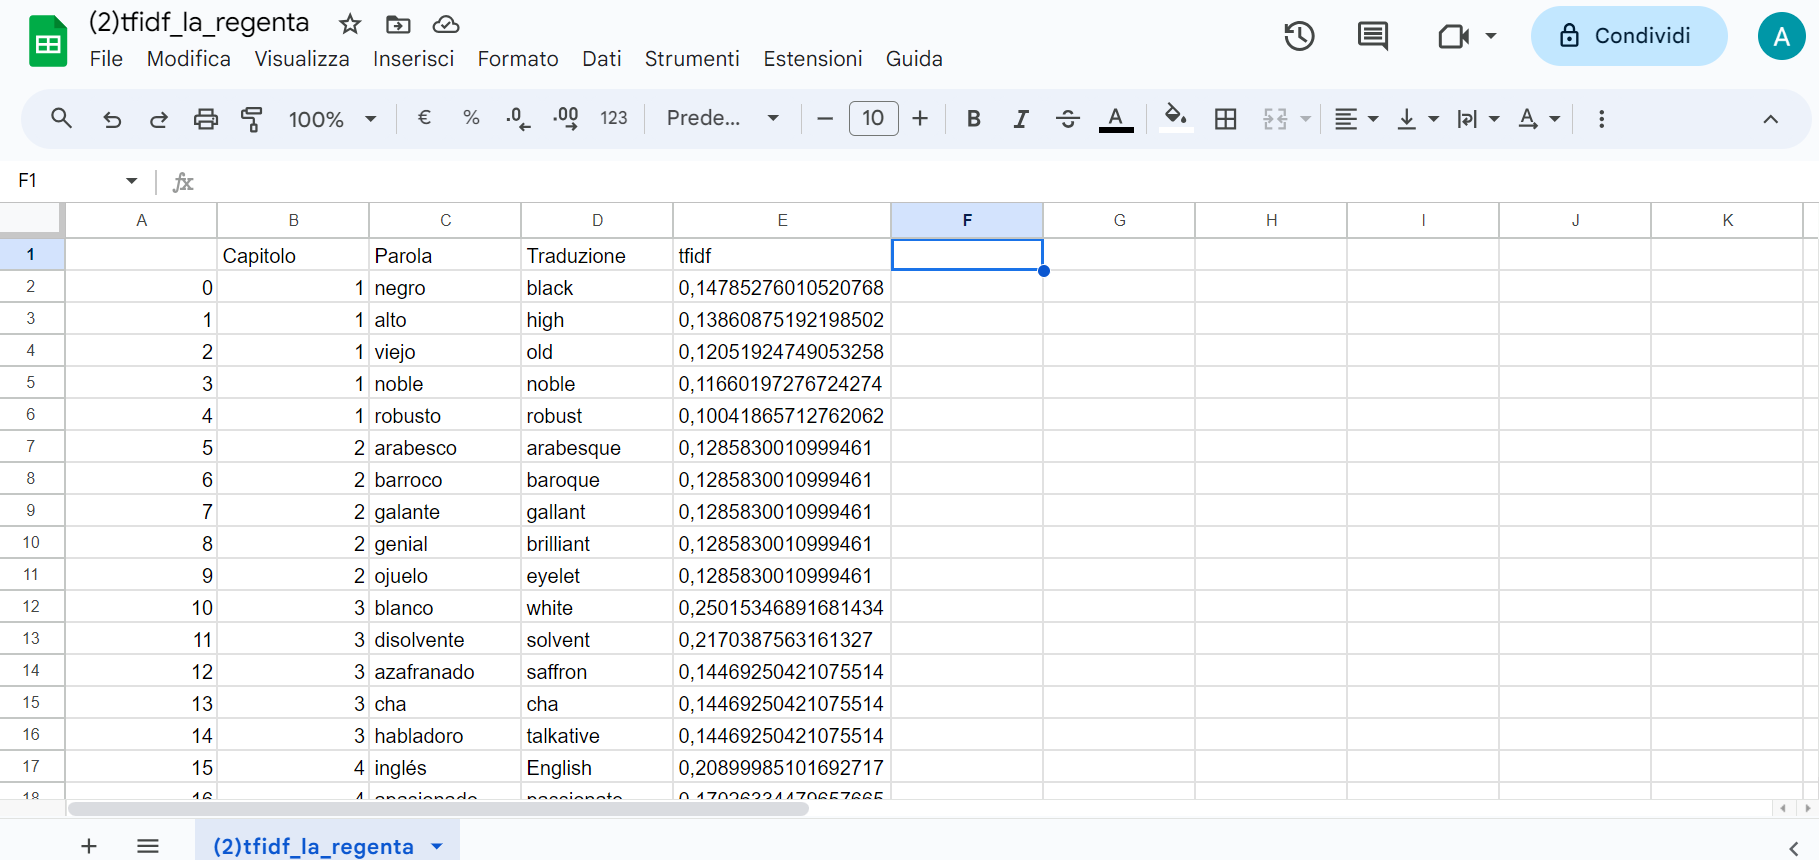 (2)tfidf_la_regenta
File Modifica Visualizza Inserisci Formato Dati Strumenti Estensioni Guida
Condividi
A
100% € % .0 .00 123 Prede... 10 B I A A
F1 fx
A B C D E F G H I J K
1 Capitolo Parola Traduzione tfidf
2 0 1 negro black 0,14785276010520768
3 1 1 alto high 0,13860875192198502
4 2 1 viejo old 0,12051924749053258
5 3 1 noble noble 0,11660197276724274
6 4 1 robusto robust 0,10041865712762062
7 5 2 arabesco arabesque 0,1285830010999461
8 6 2 barroco baroque 0,1285830010999461
9 7 2 galante gallant 0,1285830010999461
10 8 2 genial brilliant 0,1285830010999461
11 9 2 ojuelo eyelet 0,1285830010999461
12 10 3 blanco white 0,25015346891681434
13 11 3 disolvente solvent 0,2170387563161327
14 12 3 azafranado saffron 0,14469250421075514
15 13 3 cha cha 0,14469250421075514
16 14 3 habladoro talkative 0,14469250421075514
17 15 4 inglés English 0,20899985101692717
18 16 4 apasionado passionate 0,17026334479657665
(2)tfidf_la_regenta